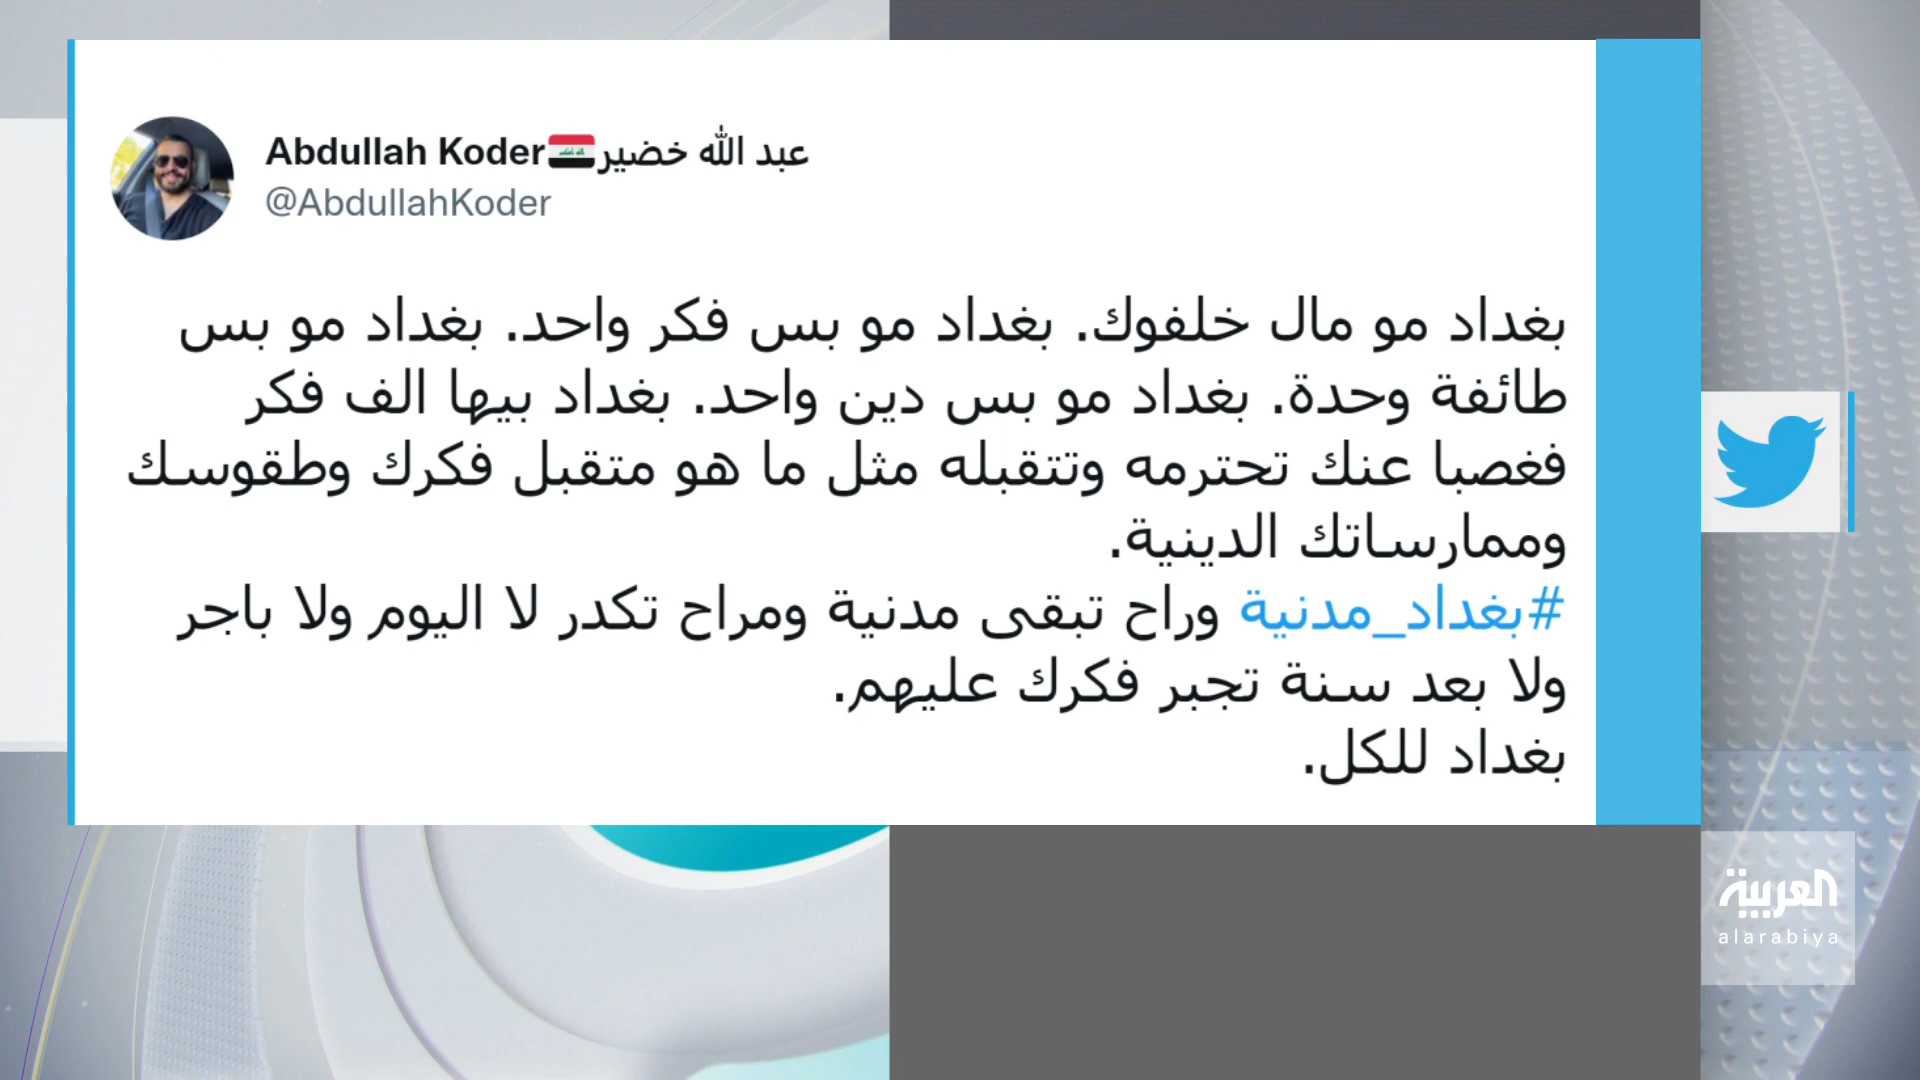 Abdullah Koder🇮🇶عبد الله خضير
@AbdullahKoder
بغداد مو مال خلفوك. بغداد مو بس فكر واحد. بغداد مو بس
طائفة وحدة. بغداد مو بس دين واحد. بغداد بيها الف فكر
فغصبا عنك تحترمه وتتقبله مثل ما هو متقبل فكرك وطقوسك
وممارساتك الدينية.
#بغداد_مدنية وراح تبقى مدنية ومراح تكدر لا اليوم ولا باجر
ولا بعد سنة تجبر فكرك عليهم.
بغداد للكل.
العربية
alarabiya